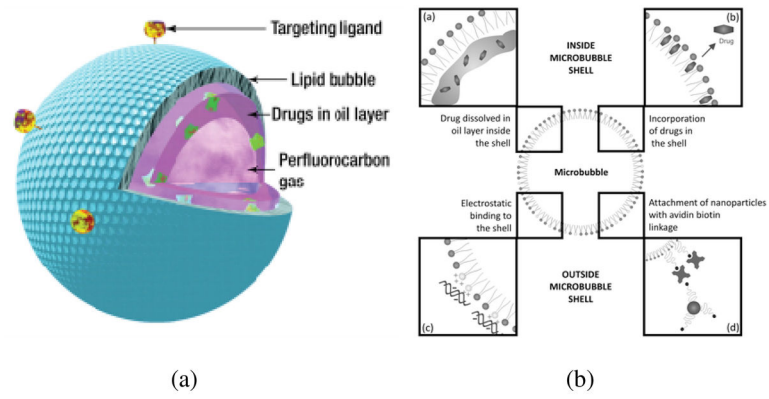 Targeting ligand
Lipid bubble
Drugs in oil layer
Perfluorocarbon
gas
(a)
(a)
INSIDE
MICROBUBBLE
SHELL
(b)
Drug
Drug dissolved in
oil layer inside
the shell
Incorporation
of drugs in
the shell
Microbubble
Electrostatic
binding to
the shell
Attachment of nanoparticles
with avidin biotin
linkage
(c)
OUTSIDE
MICROBUBBLE
SHELL
(d)
(b)